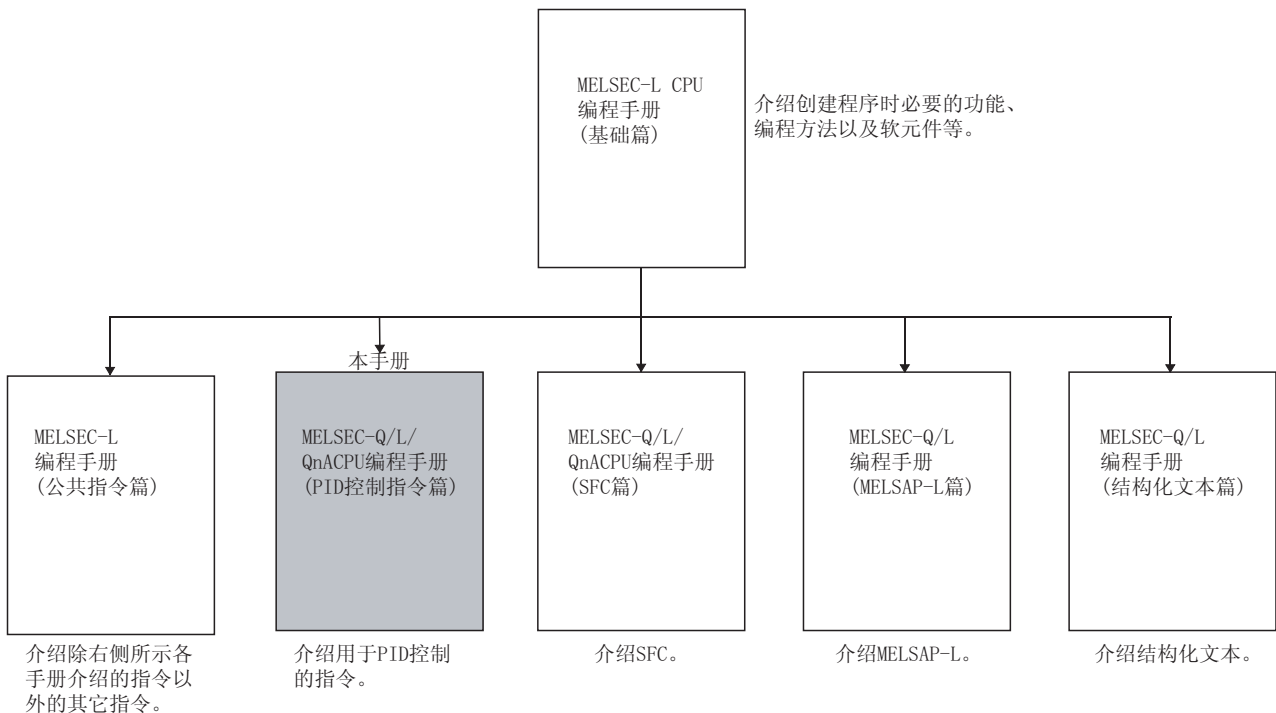 MELSEC-L CPU
编程手册
(基础篇)
介绍创建程序时必要的功能、
编程方法以及软元件等。
本手册
MELSEC-L
编程手册
(公共指令篇)
MELSEC-Q/L/
QnACPU编程手册
(PID控制指令篇)
MELSEC-Q/L/
QnACPU编程手册
(SFC篇)
MELSEC-Q/L
编程手册
(MELSAP-L篇)
MELSEC-Q/L
编程手册
(结构化文本篇)
介绍除右侧所示各
手册介绍的指令以
外的其它指令。
介绍用于PID控制
的指令。
介绍SFC。
介绍MELSAP-L。
介绍结构化文本。